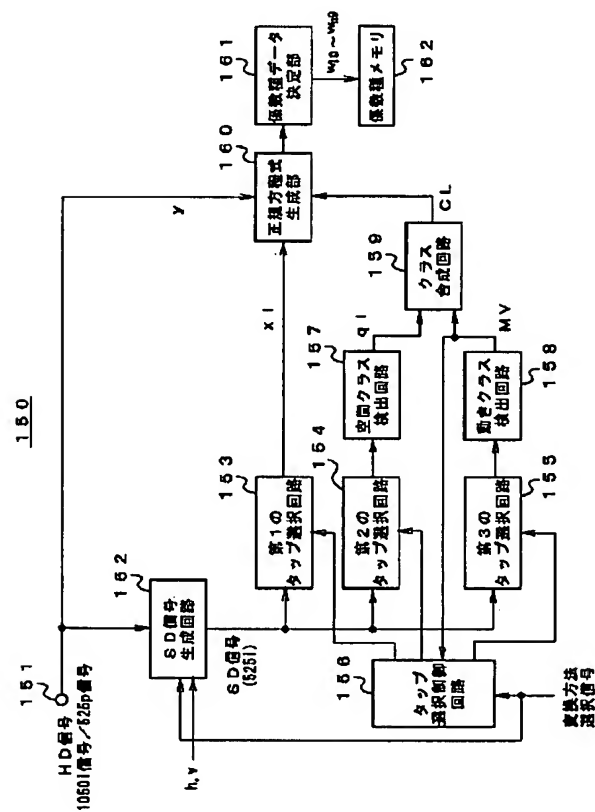 150
151
HD信号
1050i信号/525p信号
152
SD信号
生成回路
h,v
SD信号
(525i)
153
第1の
タップ選択回路
154
第2の
タップ選択回路
155
第3の
タップ選択回路
156
タップ
選択制御
回路
変換方法
選択信号
157
空間クラス
検出回路
158
動きクラス
検出回路
qi
MV
159
クラス
合成回路
CL
xi
y
160
正規方程式
生成部
161
係数種データ
決定部
w10～wn9
162
係数種メモリ